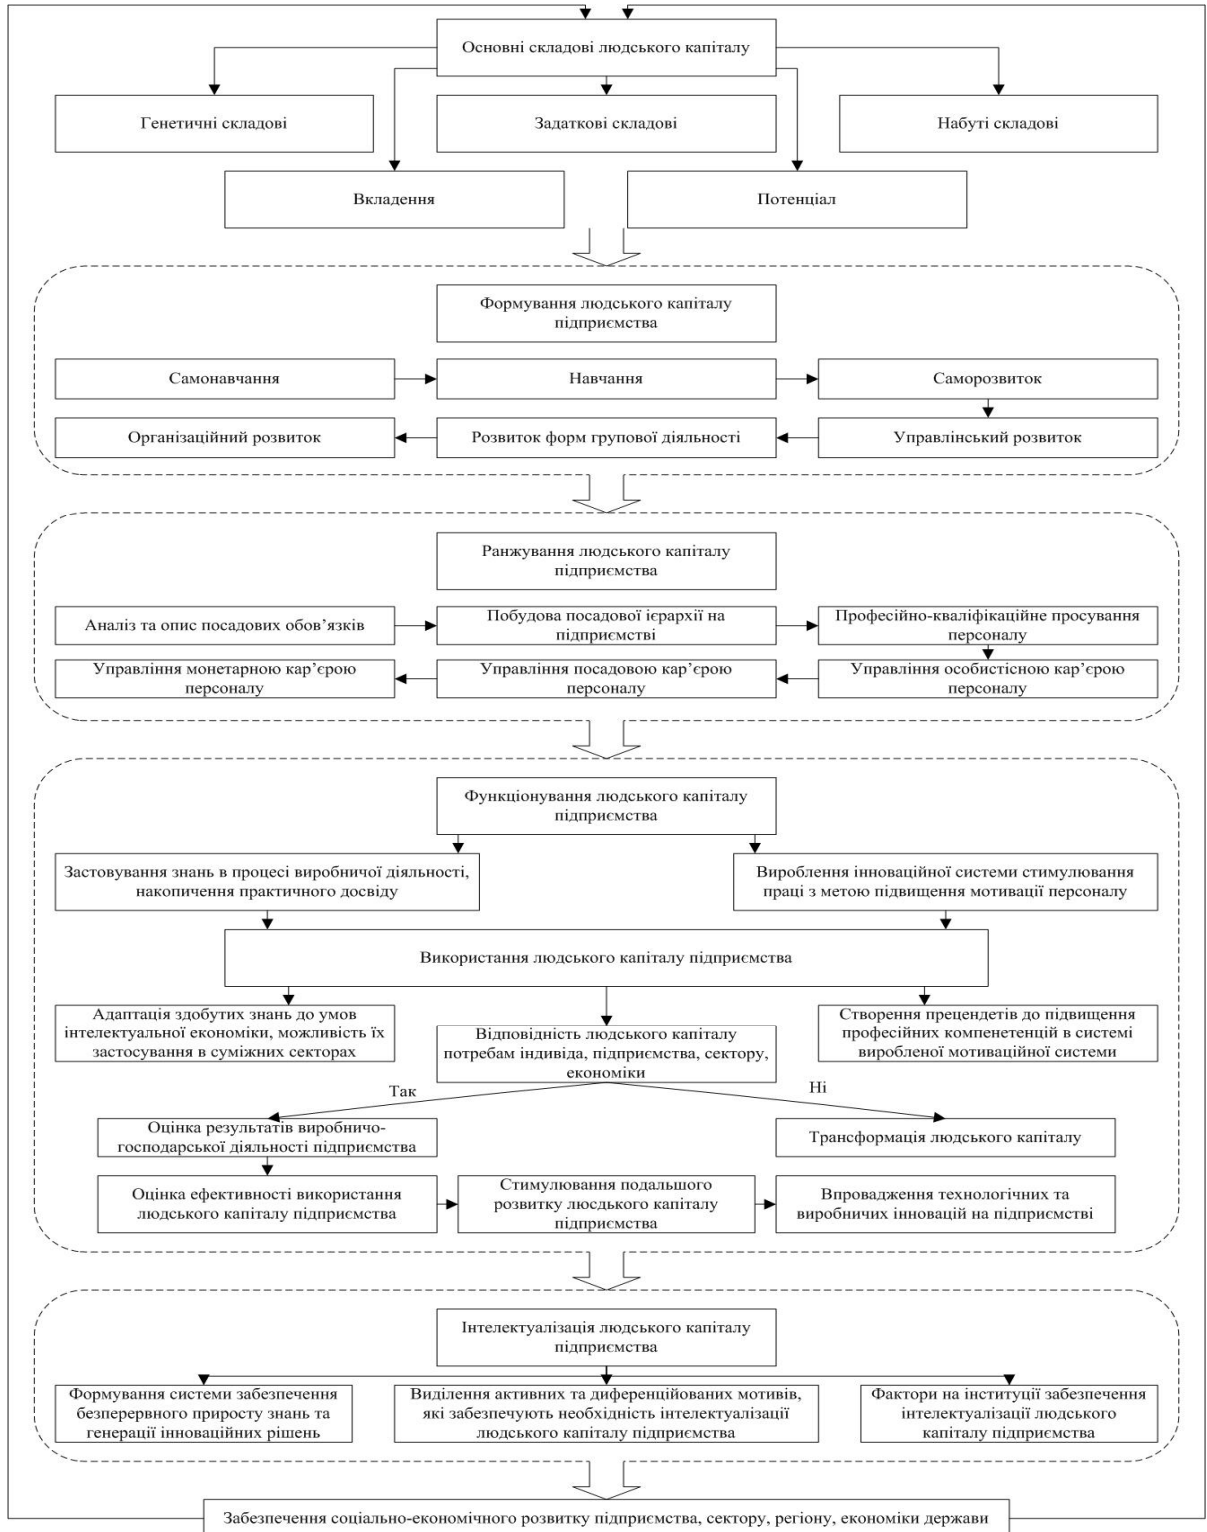 Основні складові людського капіталу
Генетичні складові
Задаткові складові
Набуті складові
Вкладення
Потенціал
Формування людського капіталу
підприємства
Самонавчання
Навчання
Саморозвиток
Організаційний розвиток
Розвиток форм групової діяльності
Управлінський розвиток
Ранжування людського капіталу
підприємства
Аналіз та опис посадових обов’язків
Побудова посадової ієрархії на
підприємстві
Професійно-кваліфікаційне просування
персоналу
Управління монетарною кар’єрою
персоналу
Управління посадовою кар’єрою
персоналу
Управління особистісною кар’єрою
персоналу
Функціонування людського капіталу
підприємства
Застовування знань в процесі виробничої діяльності,
накопичення практичного досвіду
Вироблення інноваційної системи стимулювання
праці з метою підвищення мотивації персоналу
Використання людського капіталу підприємства
Адаптація здобутих знань до умов
інтелектуальної економіки, можливість їх
застосування в суміжних секторах
Відповідність людського капіталу
потребам індивіда, підприємства, сектору,
економіки
Створення прецендетів до підвищення
професійних компенетенцій в системі
виробленої мотиваційної системи
Так
Ні
Оцінка результатів виробничо-
господарської діяльності підприємства
Трансформація людського капіталу
Оцінка ефективності використання
людського капіталу підприємства
Стимулювання подальшого
розвитку люсдького капіталу
підприємства
Впровадження технологічних та
виробничих інновацій на підприємстві
Інтелектуалізація людського капіталу
підприємства
Формування системи забезпечення
безперервного приросту знань та
генерації інноваційних рішень
Виділення активних та диференційованих мотивів,
які забезпечують необхідність інтелектуалізації
людського капіталу підприємства
Фактори на інституції забезпечення
інтелектуалізації людського
капіталу підприємства
Забезпечення соціально-економічного розвитку підприємства, сектору, регіону, економіки держави